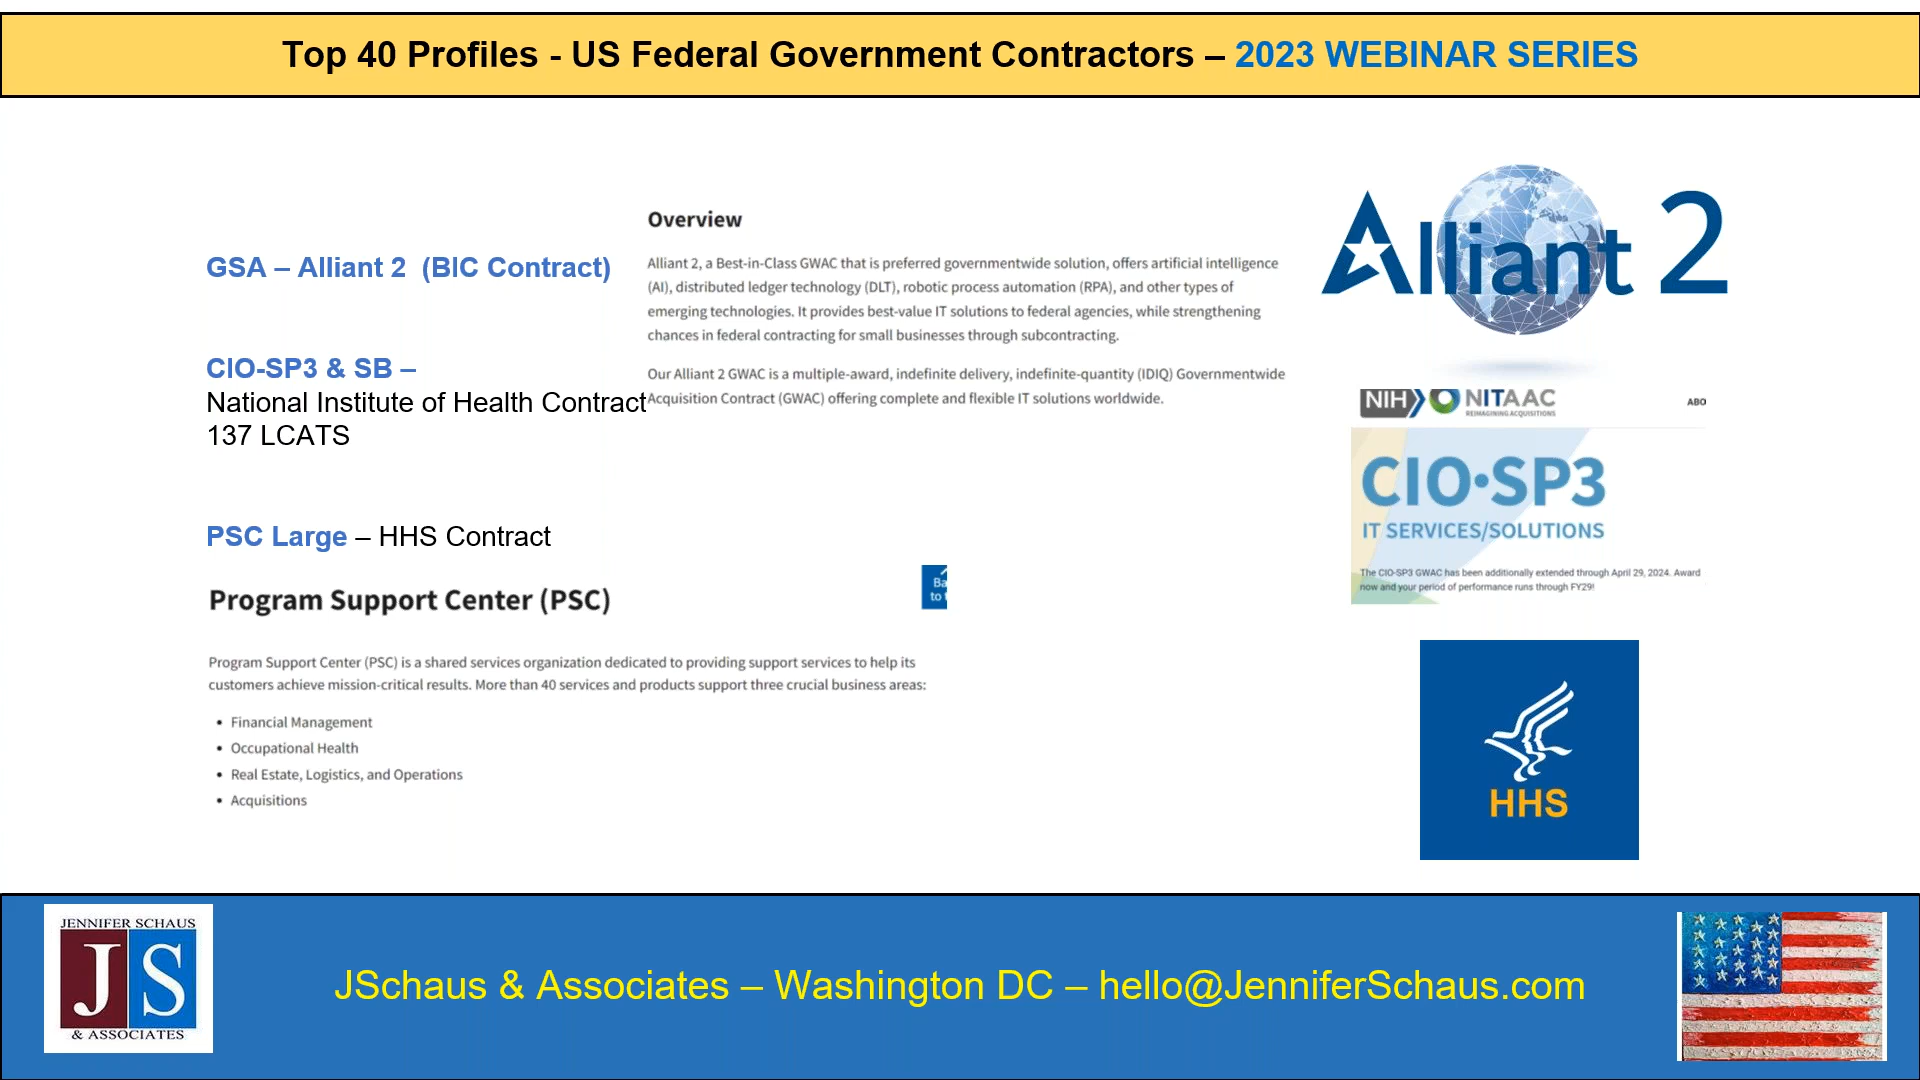 Top 40 Profiles - US Federal Government Contractors – 2023 WEBINAR SERIES
GSA – Alliant 2 (BIC Contract)
CIO-SP3 & SB –
National Institute of Health Contract
137 LCATS
PSC Large – HHS Contract
Overview
Alliant 2, a Best-in-Class GWAC that is preferred governmentwide solution, offers artificial intelligence
(AI), distributed ledger technology (DLT), robotic process automation (RPA), and other types of
emerging technologies. It provides best-value IT solutions to federal agencies, while strengthening
chances in federal contracting for small businesses through subcontracting.
Our Alliant 2 GWAC is a multiple-award, indefinite delivery, indefinite-quantity (IDIQ) Governmentwide
Acquisition Contract (GWAC) offering complete and flexible IT solutions worldwide.
Alliant 2
NIH NITAAC
REIMAGINING ACQUISITIONS
ABO
CIO•SP3
IT SERVICES/SOLUTIONS
The CIO-SP3 GWAC has been additionally extended through April 29, 2024. Award
now and your period of performance runs through FY29!
Program Support Center (PSC)
Ba
to t
Program Support Center (PSC) is a shared services organization dedicated to providing support services to help its
customers achieve mission-critical results. More than 40 services and products support three crucial business areas:
• Financial Management
• Occupational Health
• Real Estate, Logistics, and Operations
• Acquisitions
HHS
JENNIFER SCHAUS
JS
& ASSOCIATES
JSchaus & Associates – Washington DC – hello@JenniferSchaus.com